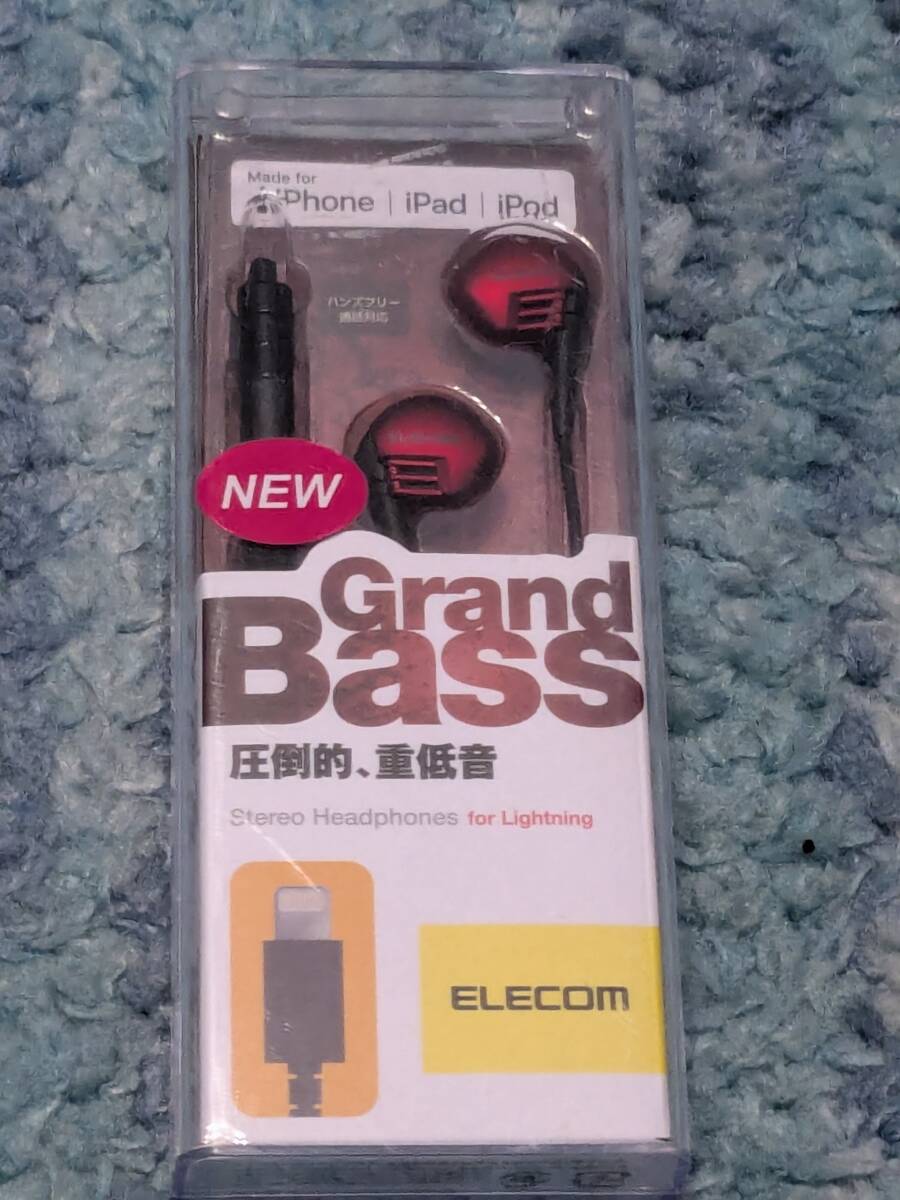 Made for
iPhone | iPad | iPod
ハンズフリー
通話対応
NEW
Grand
Bass
圧倒的、重低音
Stereo Headphones for Lightning
ELECOM